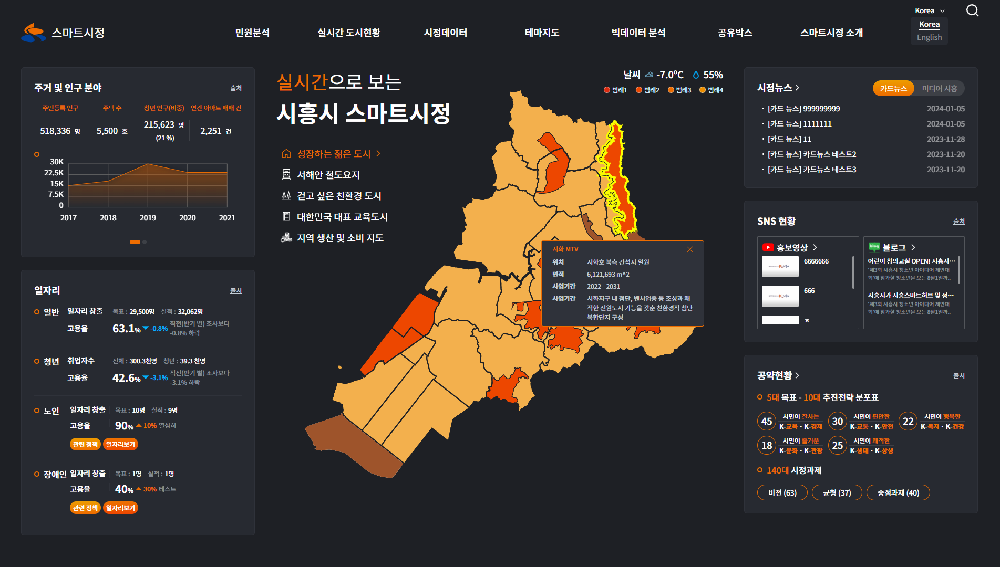 Korea
Korea
English
스마트시정
민원분석
실시간 도시현황
시정데이터
테마지도
빅데이터 분석
공유박스
스마트시정 소개
주거 및 인구 분야
출처
주민등록 인구
주택 수
청년 인구(비중)
연간 아파트 매매 건
518,336 명
5,500 호
215,623 명
(21 %)
2,251 건
30K
22.5K
15K
7.5K
0
2017
2018
2019
2020
2021
일자리
출처
일반
일자리 창출 목표 : 29,500명 실적 : 32,062명
고용율 63.1% -0.8% 직전(반기 별) 조사보다
-0.8% 하락
청년
취업자수 전체 : 300.3천명 청년 : 39.3 천명
고용율 42.6% -3.1% 직전(반기 별) 조사보다
-3.1% 하락
노인
일자리 창출 목표 : 10명 실적 : 9명
고용율 90% 10% 열심히
관련 정책 일자리보기
장애인
일자리 창출 목표 : 1명 실적 : 1명
고용율 40% 30% 테스트
관련 정책 일자리보기
실시간으로 보는
시흥시 스마트시정
성장하는 젊은 도시
서해안 철도요지
걷고 싶은 친환경 도시
대한민국 대표 교육도시
지역 생산 및 소비 지도
날씨 -7.0ºC 55%
범례1 범례2 범례3 범례4
시화 MTV
위치 시화호 북측 간석지 일원
면적 6,121,693 m^2
사업기간 2022 - 2031
사업기간 시화지구 내 첨단, 벤처업종 등 조성과 쾌
적한 전원도시 기능을 갖춘 친환경적 첨단
복합단지 구성
시정뉴스
카드뉴스 미디어 시흥
· [카드 뉴스] 999999999 2024-01-05
· [카드 뉴스] 1111111 2024-01-05
· [카드 뉴스] 11 2023-11-28
· [카드 뉴스] 카드뉴스 테스트2 2023-11-20
· [카드 뉴스] 카드뉴스 테스트3 2023-11-20
SNS 현황
출처
홍보영상
6666666
666
ㅎ
blog
블로그
어린이 창의교실 OPEN! 시흥시···
'제3회 시흥시 청소년 아이디어 제안대
회'에 참가할 청소년을 오는 8월1일까..
시흥시가 시흥스마트허브 및 정···
'제3회 시흥시 청소년 아이디어 제안대
회'에 참가할 청소년을 오는 8월1일까..
공약현황
출처
5대 목표 - 10대 추진전략 분포표
45 시민이 잘사는
K-교육 · K-경제
30 시민이 편안한
K-교통 · K-안전
22 시민이 행복한
K-복지 · K-건강
18 시민이 즐거운
K-문화 · K-관광
25 시민이 쾌적한
K-생태 · K-상생
140대 시정과제
비전 (63) 균형 (37) 중점과제 (40)